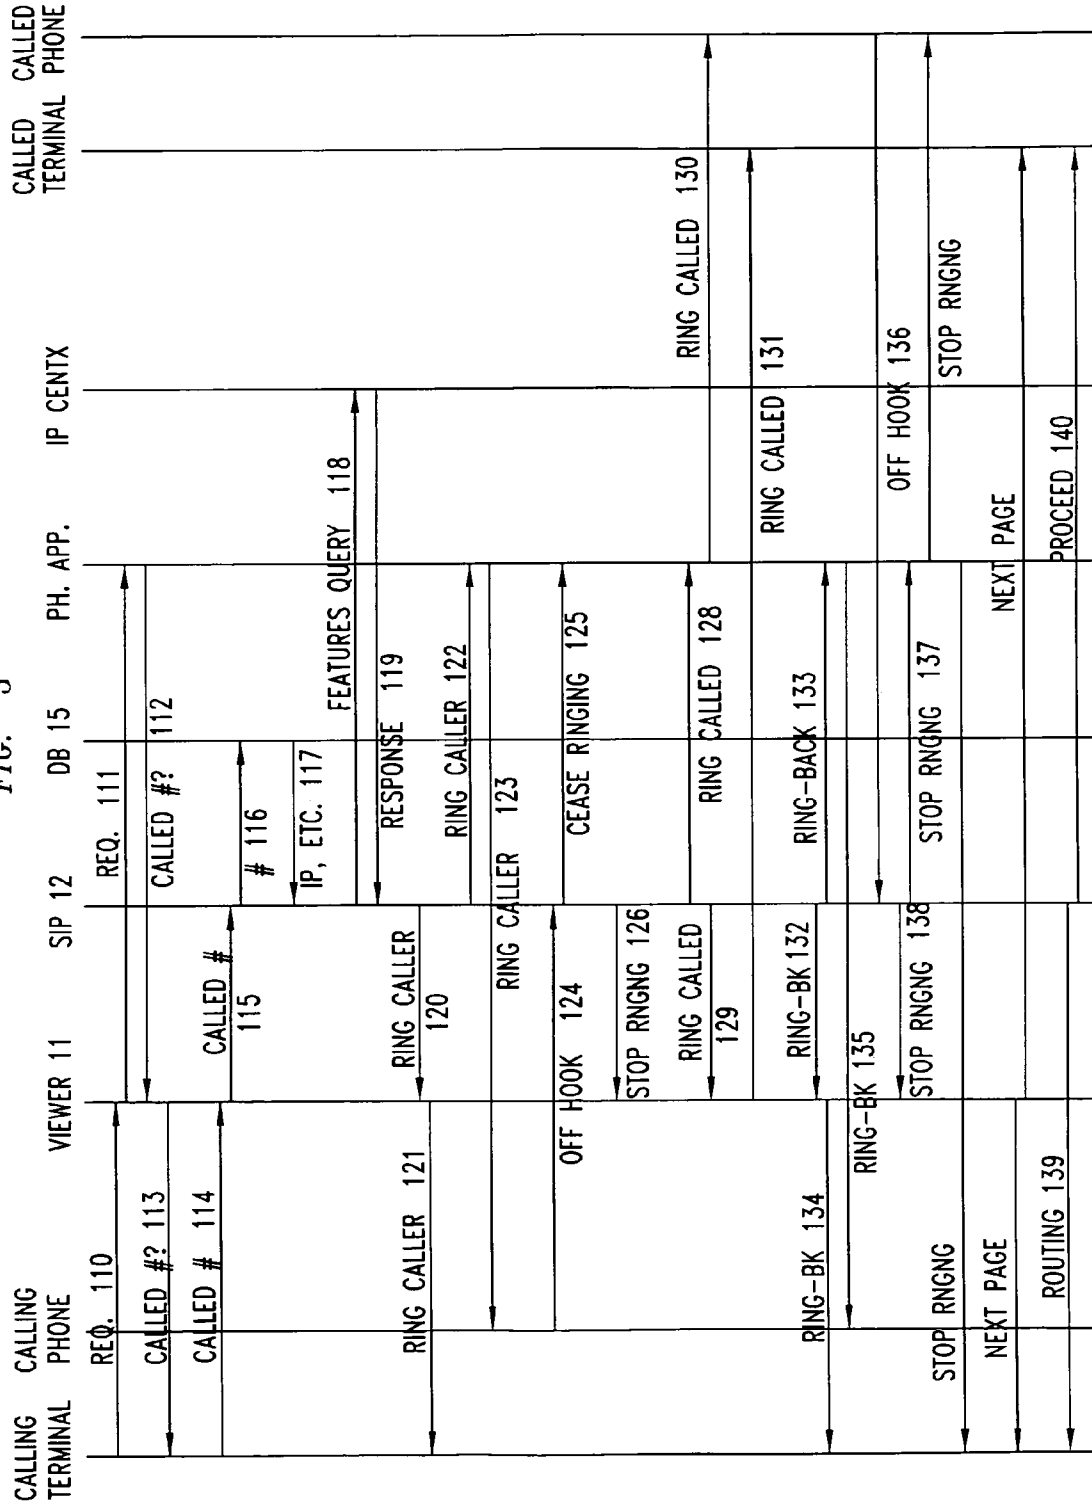 CALLING
TERMINAL
CALLING
PHONE
VIEWER 11
SIP 12
DB 15
PH. APP.
IP CENTX
CALLED
TERMINAL
CALLED
PHONE
REQ. 110
REQ. 111
CALLED #? 112
CALLED #? 113
CALLED # 114
CALLED #
115
# 116
IP, ETC. 117
FEATURES QUERY 118
RESPONSE 119
RING CALLER
120
RING CALLER 121
RING CALLER 122
RING CALLER 123
OFF HOOK 124
CEASE RNGING 125
STOP RNGNG 126
RING CALLED 128
RING CALLED
129
RING CALLED 130
RING CALLED 131
RING-BK 132
RING-BACK 133
RING-BK 134
RING-BK 135
OFF HOOK 136
STOP RNGNG 137
STOP RNGNG 138
STOP RNGNG
STOP RNGNG
NEXT PAGE
NEXT PAGE
ROUTING 139
PROCEED 140